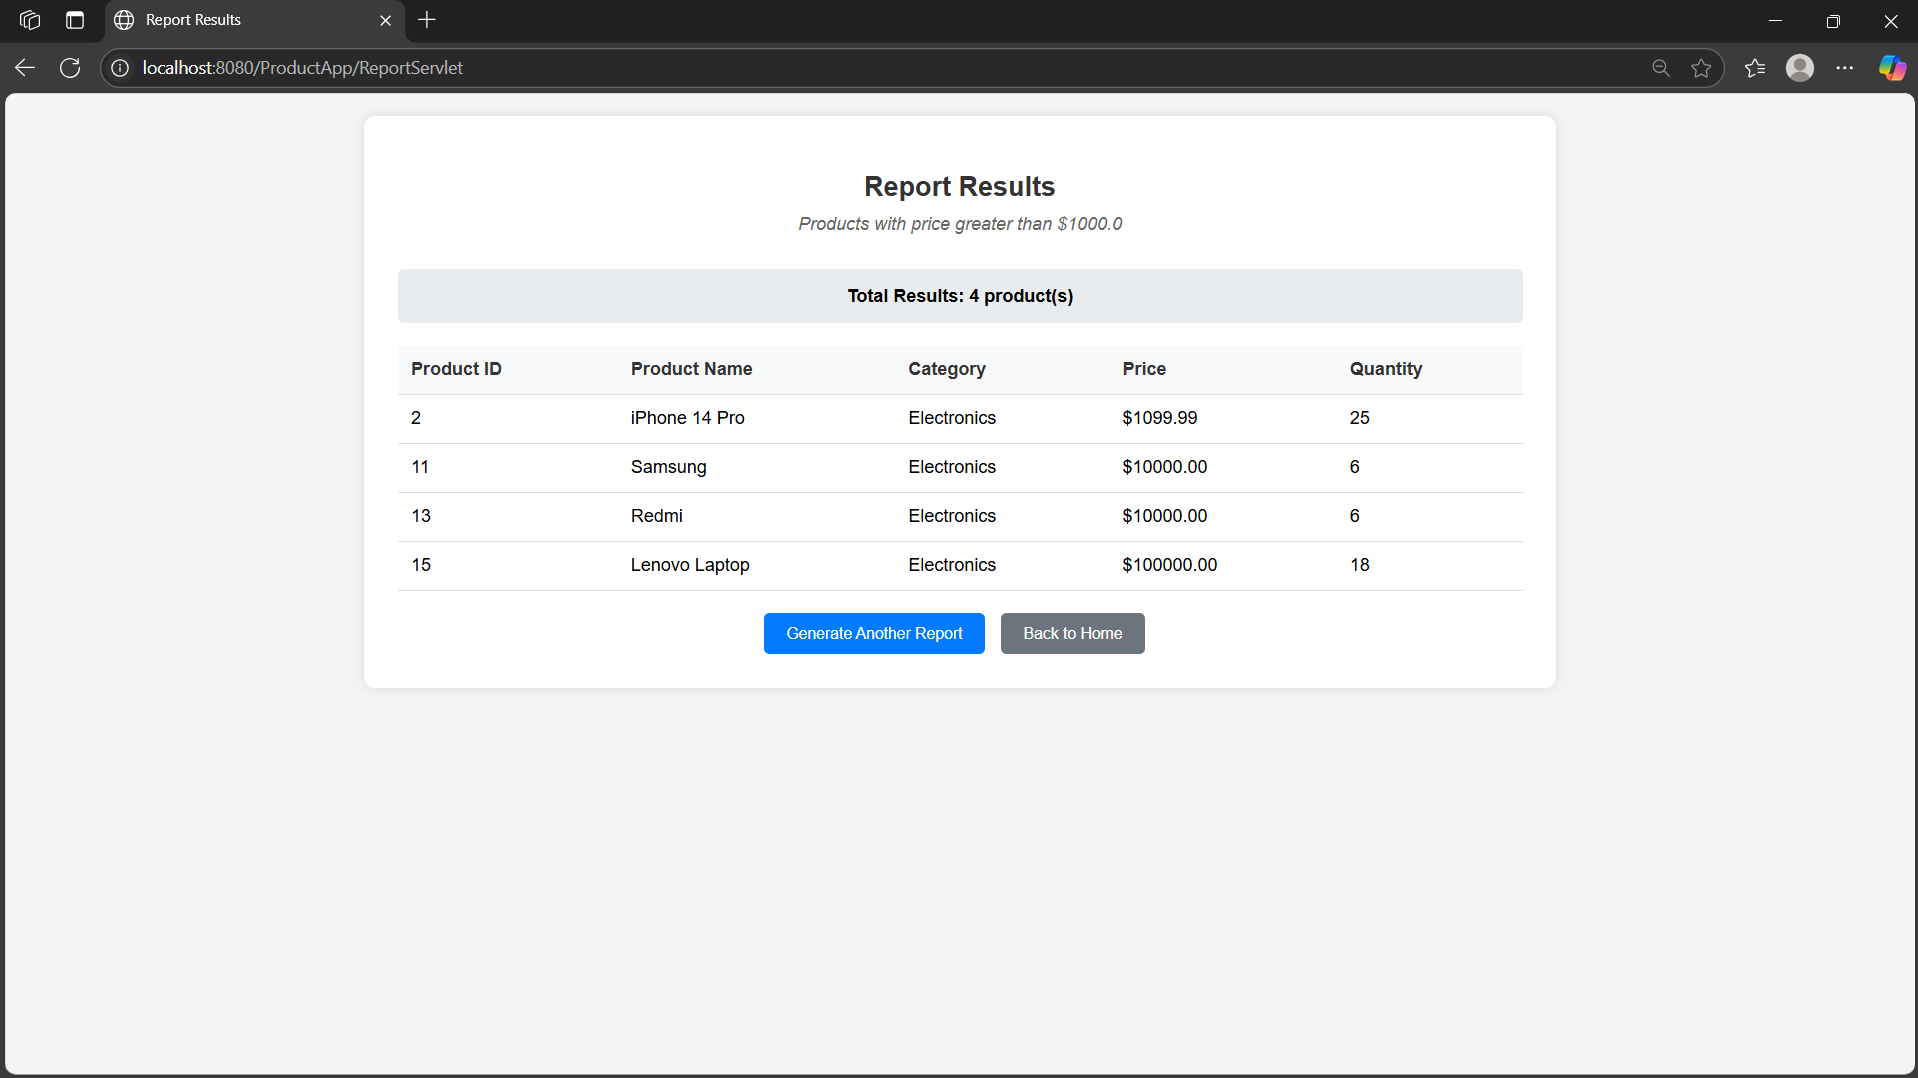 Report Results
localhost:8080/ProductApp/ReportServlet
Report Results
Products with price greater than $1000.0
Total Results: 4 product(s)
Product ID Product Name Category Price Quantity
2 iPhone 14 Pro Electronics $1099.99 25
11 Samsung Electronics $10000.00 6
13 Redmi Electronics $10000.00 6
15 Lenovo Laptop Electronics $100000.00 18
Generate Another Report Back to Home